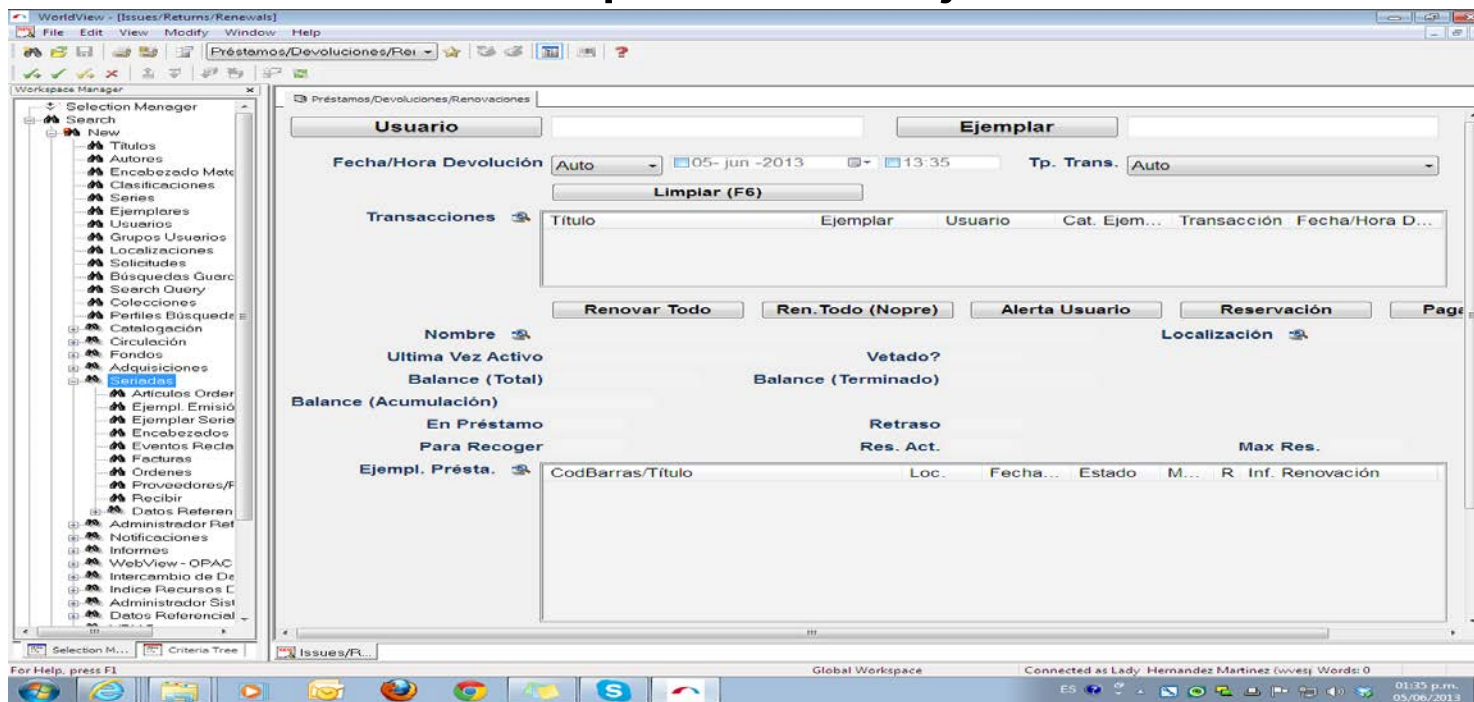 WorldView - [Issues/Returns/Renewals]
File Edit View Modify Window Help
Préstamos/Devoluciones/Rei
Workspace Manager
Préstamos/Devoluciones/Renovaciones
Selection Manager
Search
New
Títulos
Autores
Encabezado Mate
Clasificaciones
Series
Ejemplares
Usuarios
Grupos Usuarios
Localizaciones
Solicitudes
Búsquedas Guarc
Search Query
Colecciones
Perfiles Búsqueda
Catalogación
Circulación
Fondos
Adquisiciones
Seriadas
Artículos Order
Ejempl. Emisió
Ejemplar Seria
Encabezados
Eventos Recla
Facturas
Ordenes
Proveedores/F
Recibir
Datos Referen
Administrador Ref
Notificaciones
Informes
WebView - OPAC
Intercambio de De
Indice Recursos D
Administrador Sist
Datos Referencial
Selection M... Criteria Tree
Usuario Ejemplar
Fecha/Hora Devolución Auto 05- jun -2013 13:35 Tp. Trans. Auto
Limpiar (F6)
Transacciones Título Ejemplar Usuario Cat. Ejem... Transacción Fecha/Hora D...
Renovar Todo Ren.Todo (Nopre) Alerta Usuario Reservación Paga
Nombre Localización
Ultima Vez Activo Vetado?
Balance (Total) Balance (Terminado)
Balance (Acumulación)
En Préstamo Retraso
Para Recoger Res. Act. Max Res.
Ejempl. Présta. CodBarras/Título Loc. Fecha... Estado M... R Inf. Renovación
Issues/R...
For Help, press F1 Global Workspace Connected as Lady Hernandez Martinez Words: 0
ES 01:35 p.m.
05/06/2013